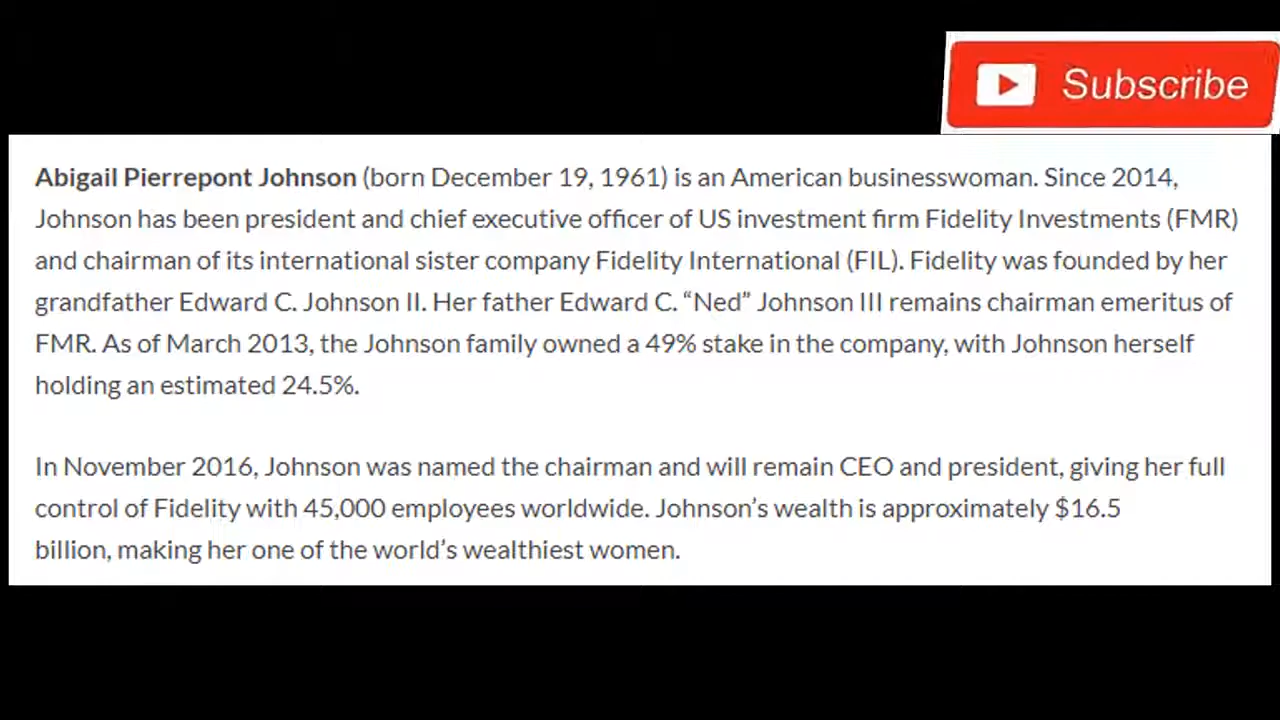 Subscribe
Abigail Pierrepont Johnson (born December 19, 1961) is an American businesswoman. Since 2014,
Johnson has been president and chief executive officer of US investment firm Fidelity Investments (FMR)
and chairman of its international sister company Fidelity International (FIL). Fidelity was founded by her
grandfather Edward C. Johnson II. Her father Edward C. “Ned” Johnson III remains chairman emeritus of
FMR. As of March 2013, the Johnson family owned a 49% stake in the company, with Johnson herself
holding an estimated 24.5%.
In November 2016, Johnson was named the chairman and will remain CEO and president, giving her full
control of Fidelity with 45,000 employees worldwide. Johnson’s wealth is approximately $16.5
billion, making her one of the world’s wealthiest women.